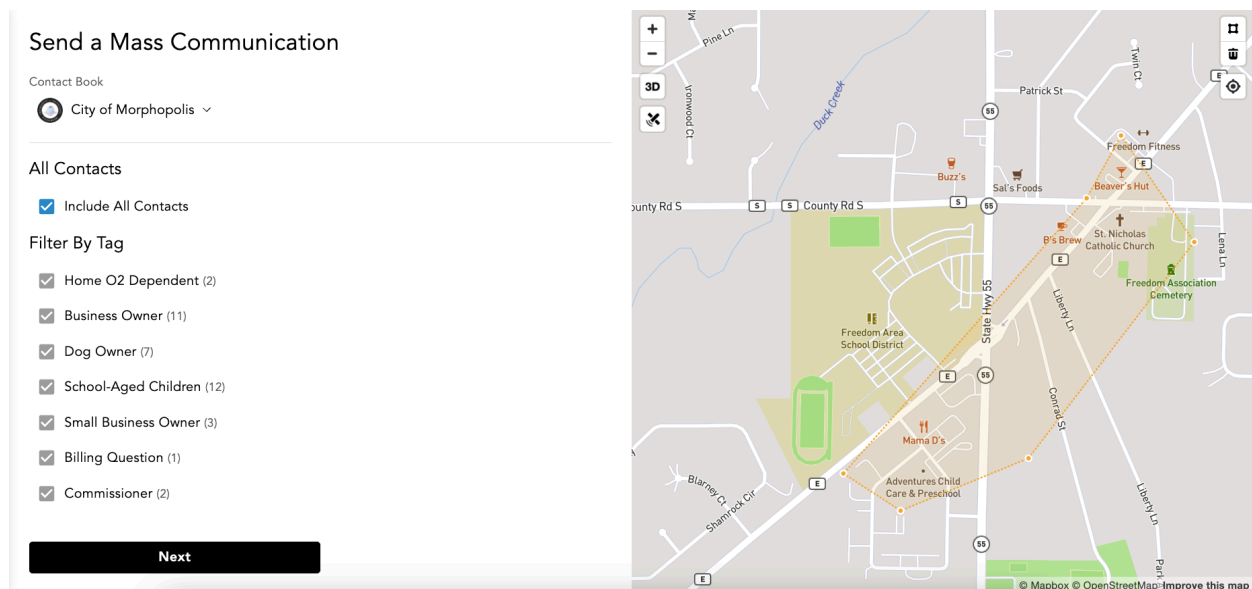 Send a Mass Communication
Contact Book
City of Morphopolis
All Contacts
Include All Contacts
Filter By Tag
Home O2 Dependent (2)
Business Owner (11)
Dog Owner (7)
School-Aged Children (12)
Small Business Owner (3)
Billing Question (1)
Commissioner (2)
Next
+
−
3D
Pine Ln
Ironwood Ct
Duck Creek
Twin Ct
E
Patrick St
55
Freedom Fitness
E
Buzz's
Sal's Foods
Beaver's Hut
ounty Rd S
S
S
County Rd S
S
55
B's Brew
St. Nicholas
Catholic Church
E
Lena Ln
Freedom Association
Cemetery
State Hwy 55
Liberty Ln
Freedom Area
School District
E
55
Conrad St
Mama D's
Adventures Child
Care & Preschool
E
Blarney Ct
Shamrock Cir
Liberty Ln
55
Park
E
© Mapbox © OpenStreetMap Improve this map